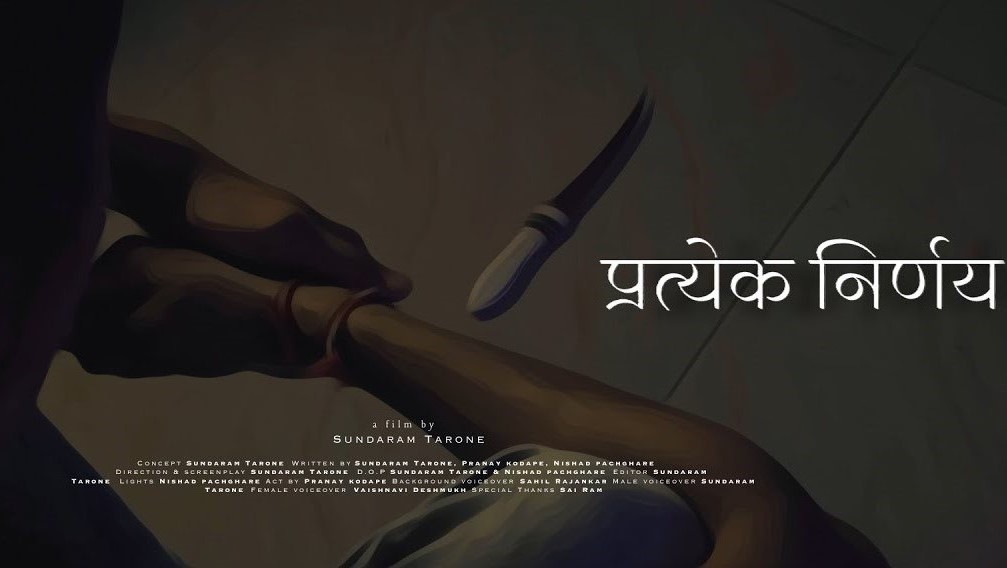 प्रत्येक निर्णय
a film by
SUNDARAM TARONE
CONCEPT SUNDARAM TARONE WRITTEN BY SUNDARAM TARONE, PRANAY KODAPE, NISHAD PACHGHARE
DIRECTION & SCREENPLAY SUNDARAM TARONE D.O.P SUNDARAM TARONE & NISHAD PACHGHARE EDITOR SUNDARAM
TARONE LIGHTS NISHAD PACHGHARE ACT BY PRANAY KODAPE BACKGROUND VOICEOVER SAHIL RAJANKAR MALE VOICEOVER SUNDARAM
TARONE FEMALE VOICEOVER VAISHNAVI DESHMUKH SPECIAL THANKS SAI RAM